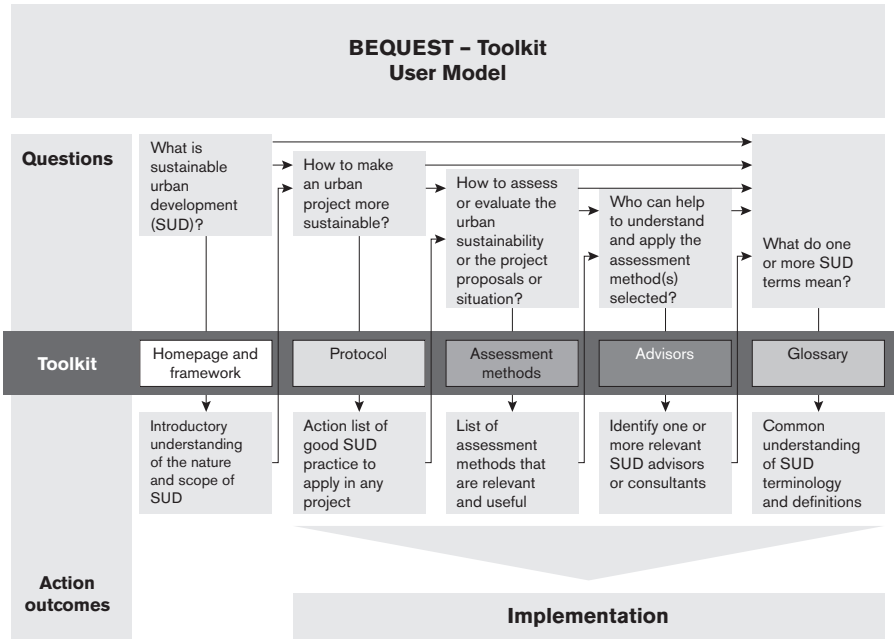 BEQUEST – Toolkit
User Model
Questions
What is
sustainable
urban
development
(SUD)?
How to make
an urban
project more
sustainable?
How to assess
or evaluate the
urban
sustainability
or the project
proposals or
situation?
Who can help
to understand
and apply the
assessment
method(s)
selected?
What do one
or more SUD
terms mean?
Toolkit
Homepage and
framework
Protocol
Assessment
methods
Advisors
Glossary
Introductory
understanding
of the nature
and scope of
SUD
Action list of
good SUD
practice to
apply in any
project
List of
assessment
methods that
are relevant
and useful
Identify one or
more relevant
SUD advisors
or consultants
Common
understanding
of SUD
terminology
and definitions
Action
outcomes
Implementation